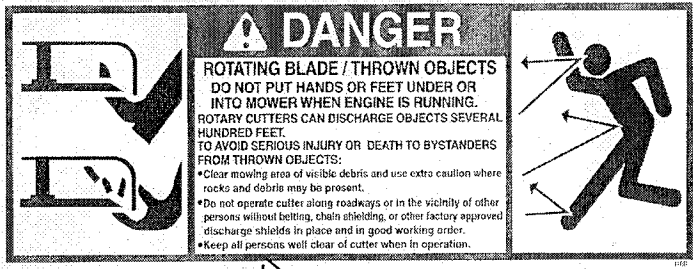 DANGER
ROTATING BLADE / THROWN OBJECTS
DO NOT PUT HANDS OR FEET UNDER OR
INTO MOWER WHEN ENGINE IS RUNNING.
ROTARY CUTTERS CAN DISCHARGE OBJECTS SEVERAL
HUNDRED FEET.
TO AVOID SERIOUS INJURY OR DEATH TO BYSTANDERS
FROM THROWN OBJECTS:
•Clear mowing area of visible debris and use extra caution where
rocks and debris may be present.
•Do not operate cutter along roadways or in the vicinity of other
persons without belting, chain shielding, or other factory approved
discharge shields in place and in good working order.
•Keep all persons well clear of cutter when in operation.